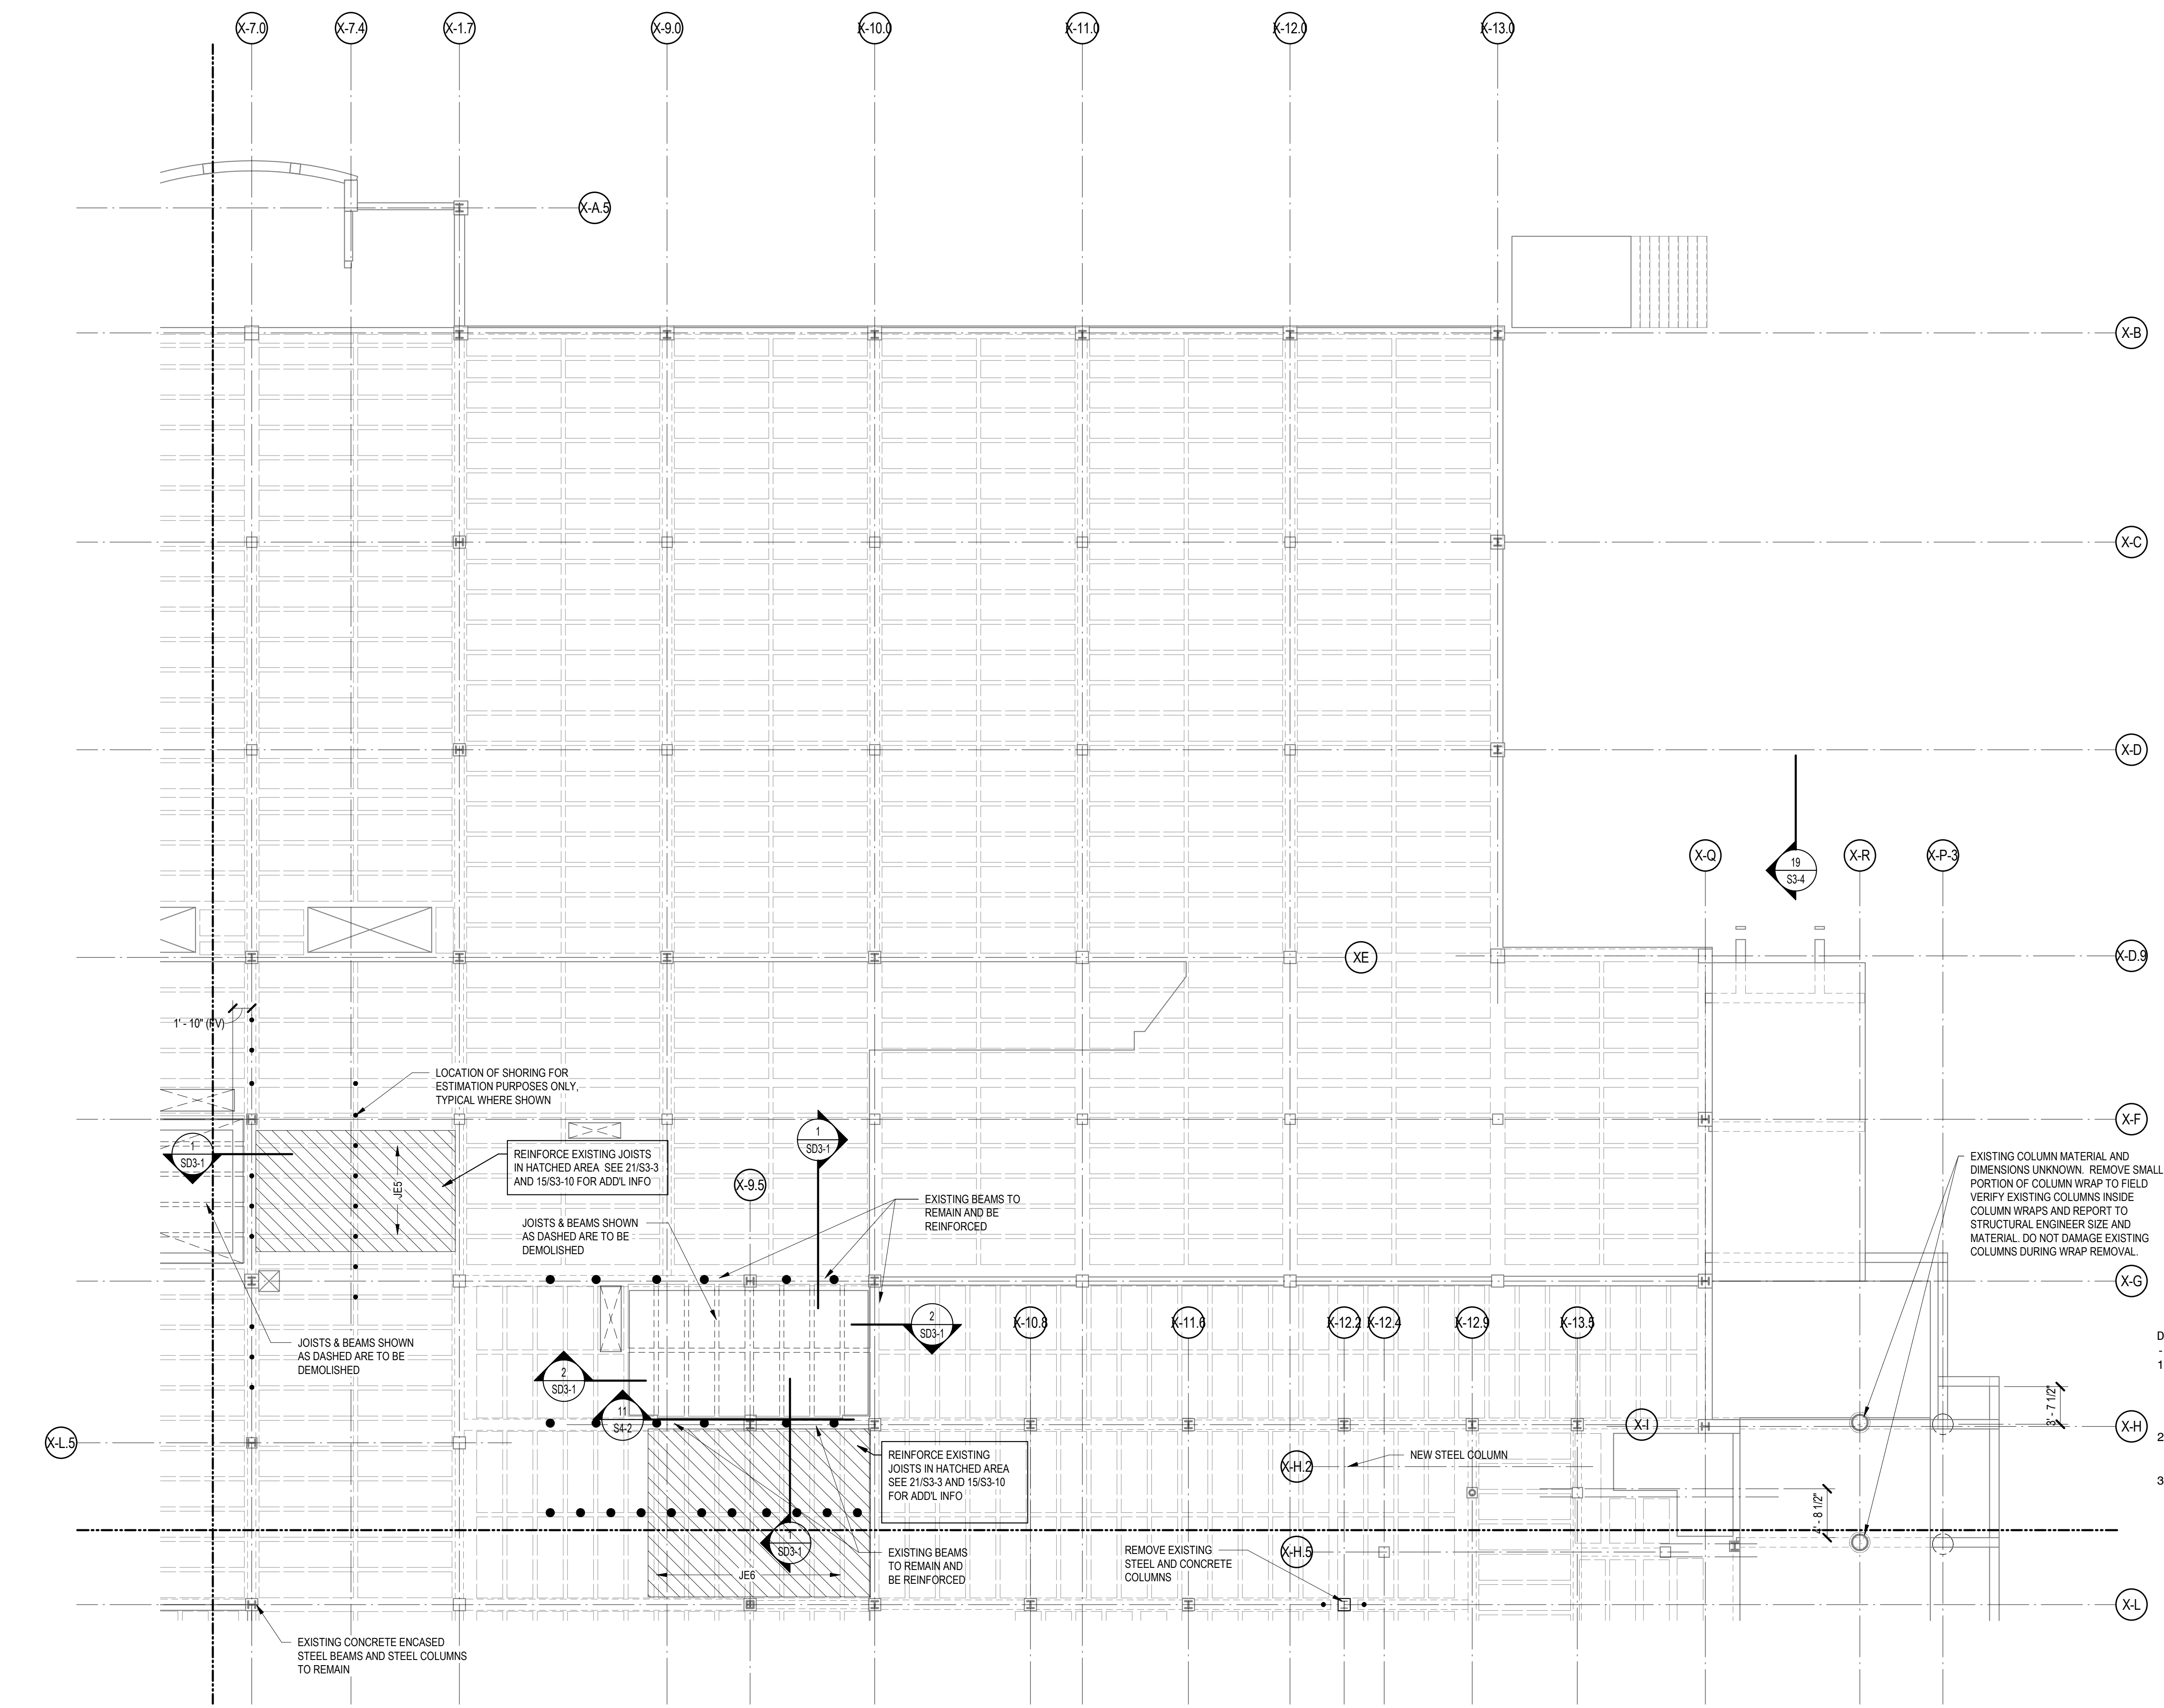 X-7.0
X-7.4
X-1.7
X-9.0
X-10.0
X-11.0
X-12.0
X-13.0
X-A.5
X-B
X-C
X-D
X-Q
X-R
X-P-3
19
S3-4
XE
X-D.9
1' - 10" (FV)
LOCATION OF SHORING FOR
ESTIMATION PURPOSES ONLY,
TYPICAL WHERE SHOWN
X-F
1
SD3-1
1
SD3-1
REINFORCE EXISTING JOISTS
IN HATCHED AREA SEE 21/S3-3
AND 15/S3-10 FOR ADD'L INFO
JE5
X-9.5
EXISTING COLUMN MATERIAL AND
DIMENSIONS UNKNOWN. REMOVE SMALL
PORTION OF COLUMN WRAP TO FIELD
VERIFY EXISTING COLUMNS INSIDE
COLUMN WRAPS AND REPORT TO
STRUCTURAL ENGINEER SIZE AND
MATERIAL. DO NOT DAMAGE EXISTING
COLUMNS DURING WRAP REMOVAL.
EXISTING BEAMS TO
REMAIN AND BE
REINFORCED
JOISTS & BEAMS SHOWN
AS DASHED ARE TO BE
DEMOLISHED
X-G
2
SD3-1
X-10.8
X-11.6
X-12.2
X-12.4
X-12.9
X-13.5
D
-
1
JOISTS & BEAMS SHOWN
AS DASHED ARE TO BE
DEMOLISHED
2
SD3-1
3' - 7 1/2"
11
S4-2
X-I
X-H
X-L.5
2
REINFORCE EXISTING
JOISTS IN HATCHED AREA
SEE 21/S3-3 AND 15/S3-10
FOR ADD'L INFO
X-H.2
NEW STEEL COLUMN
3
4' - 8 1/2"
1
SD3-1
EXISTING BEAMS
TO REMAIN AND
BE REINFORCED
REMOVE EXISTING
STEEL AND CONCRETE
COLUMNS
X-H.5
JE6
X-L
EXISTING CONCRETE ENCASED
STEEL BEAMS AND STEEL COLUMNS
TO REMAIN